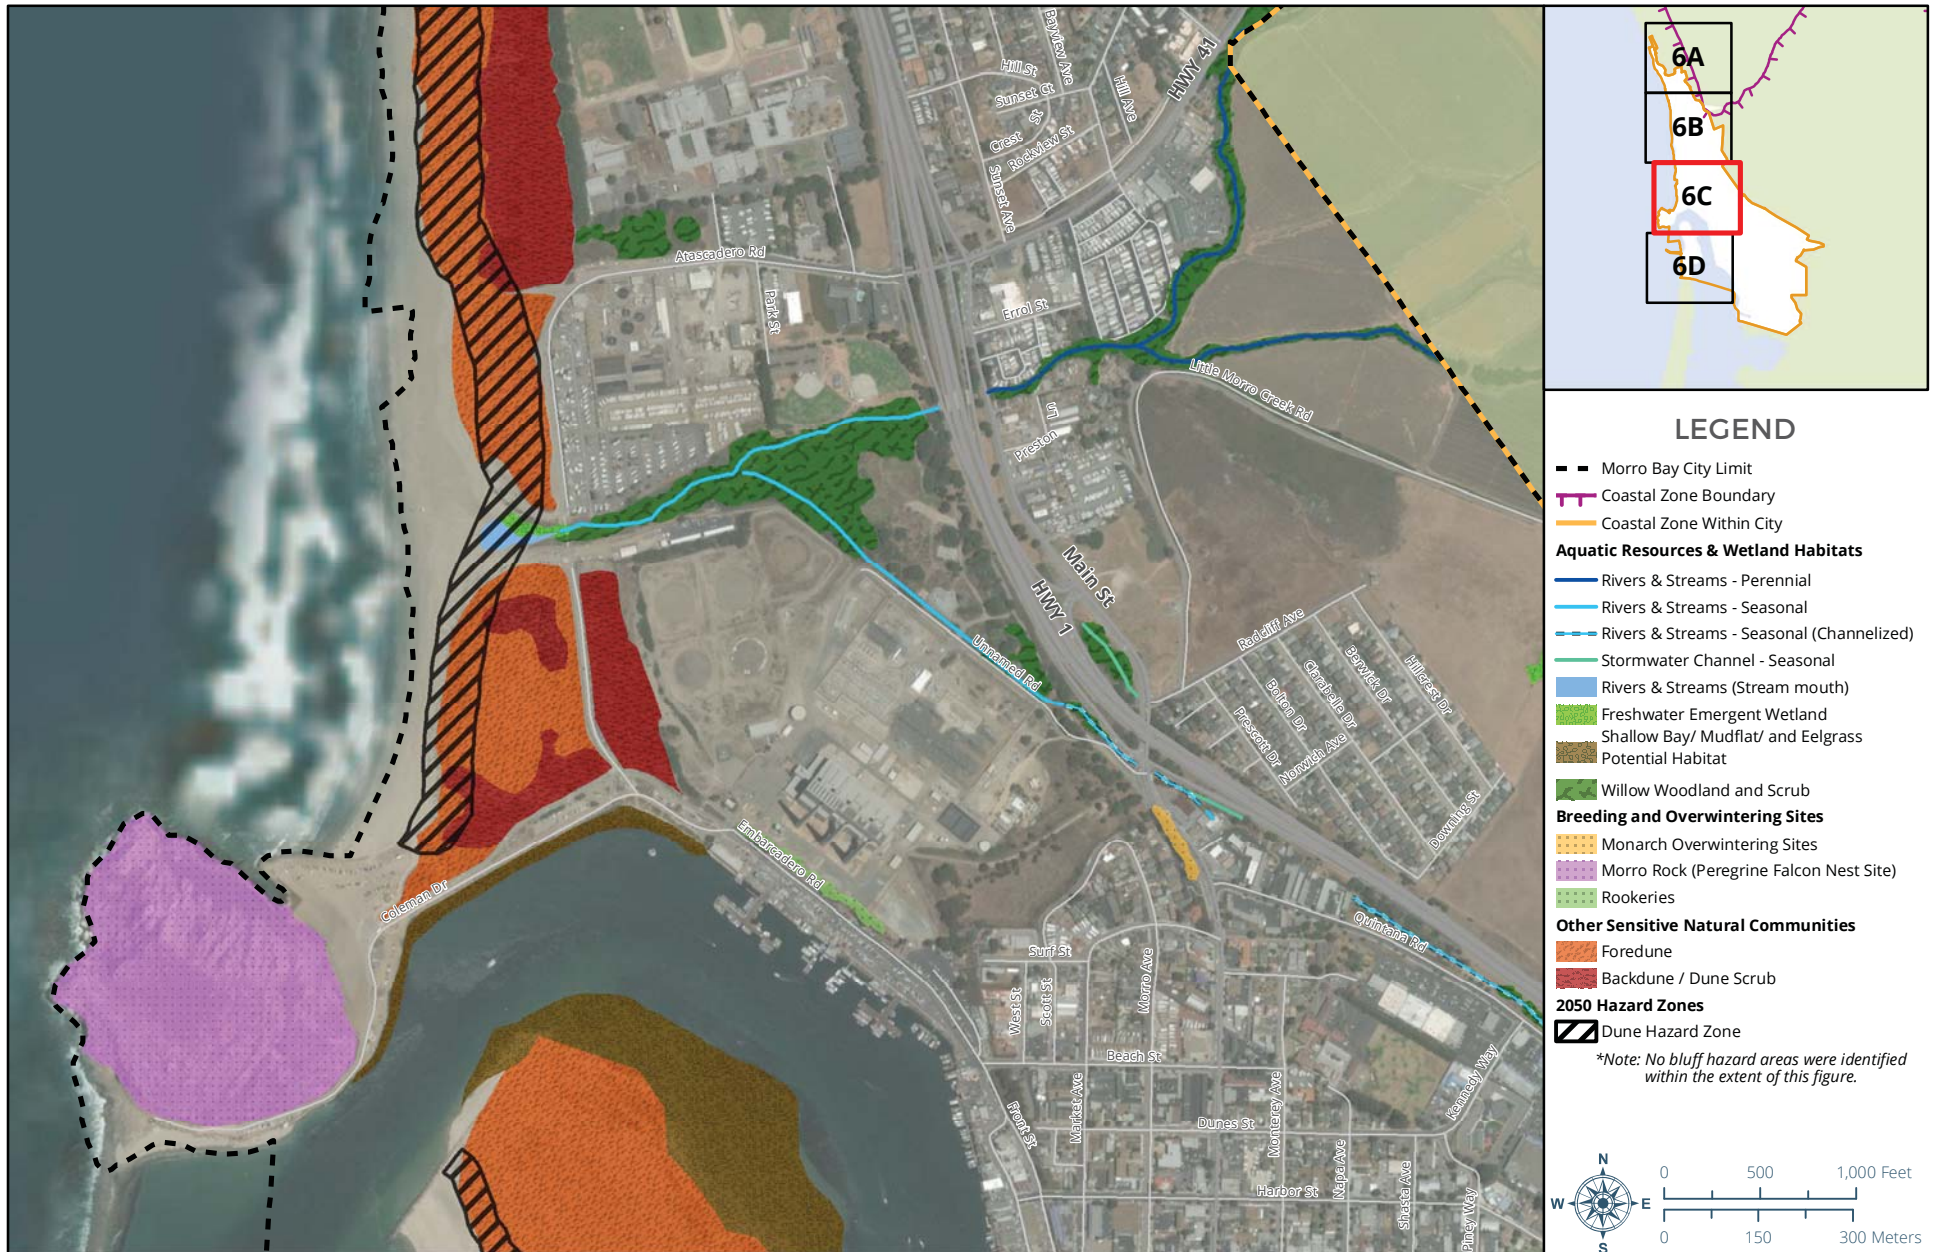 Bayview Ave
HWY 41
Hill St
Sunset Ct
Hill Ave
Crest St
Rockview St
Sunset Ave
Atascadero Rd
Park St
Errol St
Little Morro Creek Rd
Preston Ln
Main St
HWY 1
Unnamed Rd
Radcliff Ave
Berwick Dr
Hillcrest Dr
Clarabelle Dr
Bolton Dr
Prescott Dr
Norwich Ave
Downing St
Embarcadero Rd
Coleman Dr
Quintana Rd
Surf St
West St
Scott St
Morro Ave
Beach St
Kennedy Way
Front St
Market Ave
Dunes St
Monterey Ave
Napa Ave
Shasta Ave
Harbor St
Piney Way
6A
6B
6C
6D
LEGEND
Morro Bay City Limit
Coastal Zone Boundary
Coastal Zone Within City
Aquatic Resources & Wetland Habitats
Rivers & Streams - Perennial
Rivers & Streams - Seasonal
Rivers & Streams - Seasonal (Channelized)
Stormwater Channel - Seasonal
Rivers & Streams (Stream mouth)
Freshwater Emergent Wetland
Shallow Bay/ Mudflat/ and Eelgrass
Potential Habitat
Willow Woodland and Scrub
Breeding and Overwintering Sites
Monarch Overwintering Sites
Morro Rock (Peregrine Falcon Nest Site)
Rookeries
Other Sensitive Natural Communities
Foredune
Backdune / Dune Scrub
2050 Hazard Zones
Dune Hazard Zone
*Note: No bluff hazard areas were identified
within the extent of this figure.
N
W E
S
0 500 1,000 Feet
0 150 300 Meters